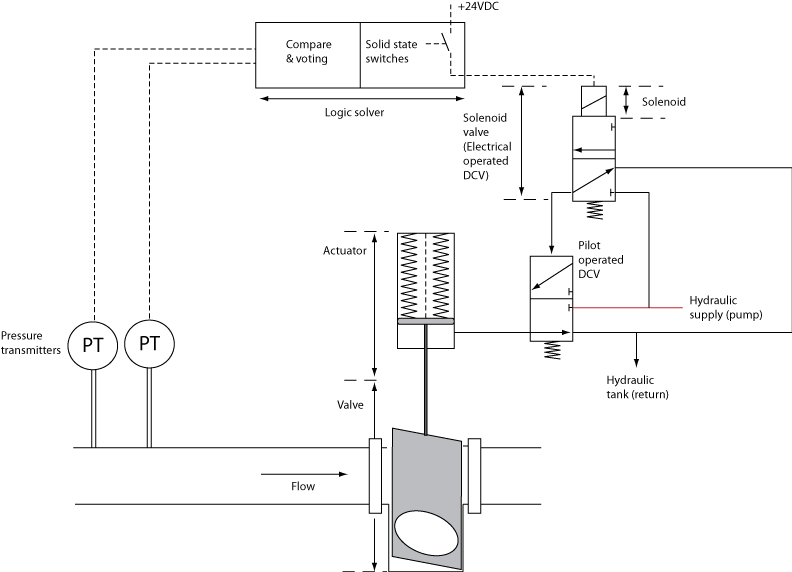 +24VDC
Compare
& voting
Solid state
switches
Logic solver
Solenoid
valve
(Electrical
operated
DCV)
Solenoid
Actuator
Pilot
operated
DCV
Hydraulic
supply (pump)
Pressure
transmitters
PT
PT
Hydraulic
tank (return)
Valve
Flow